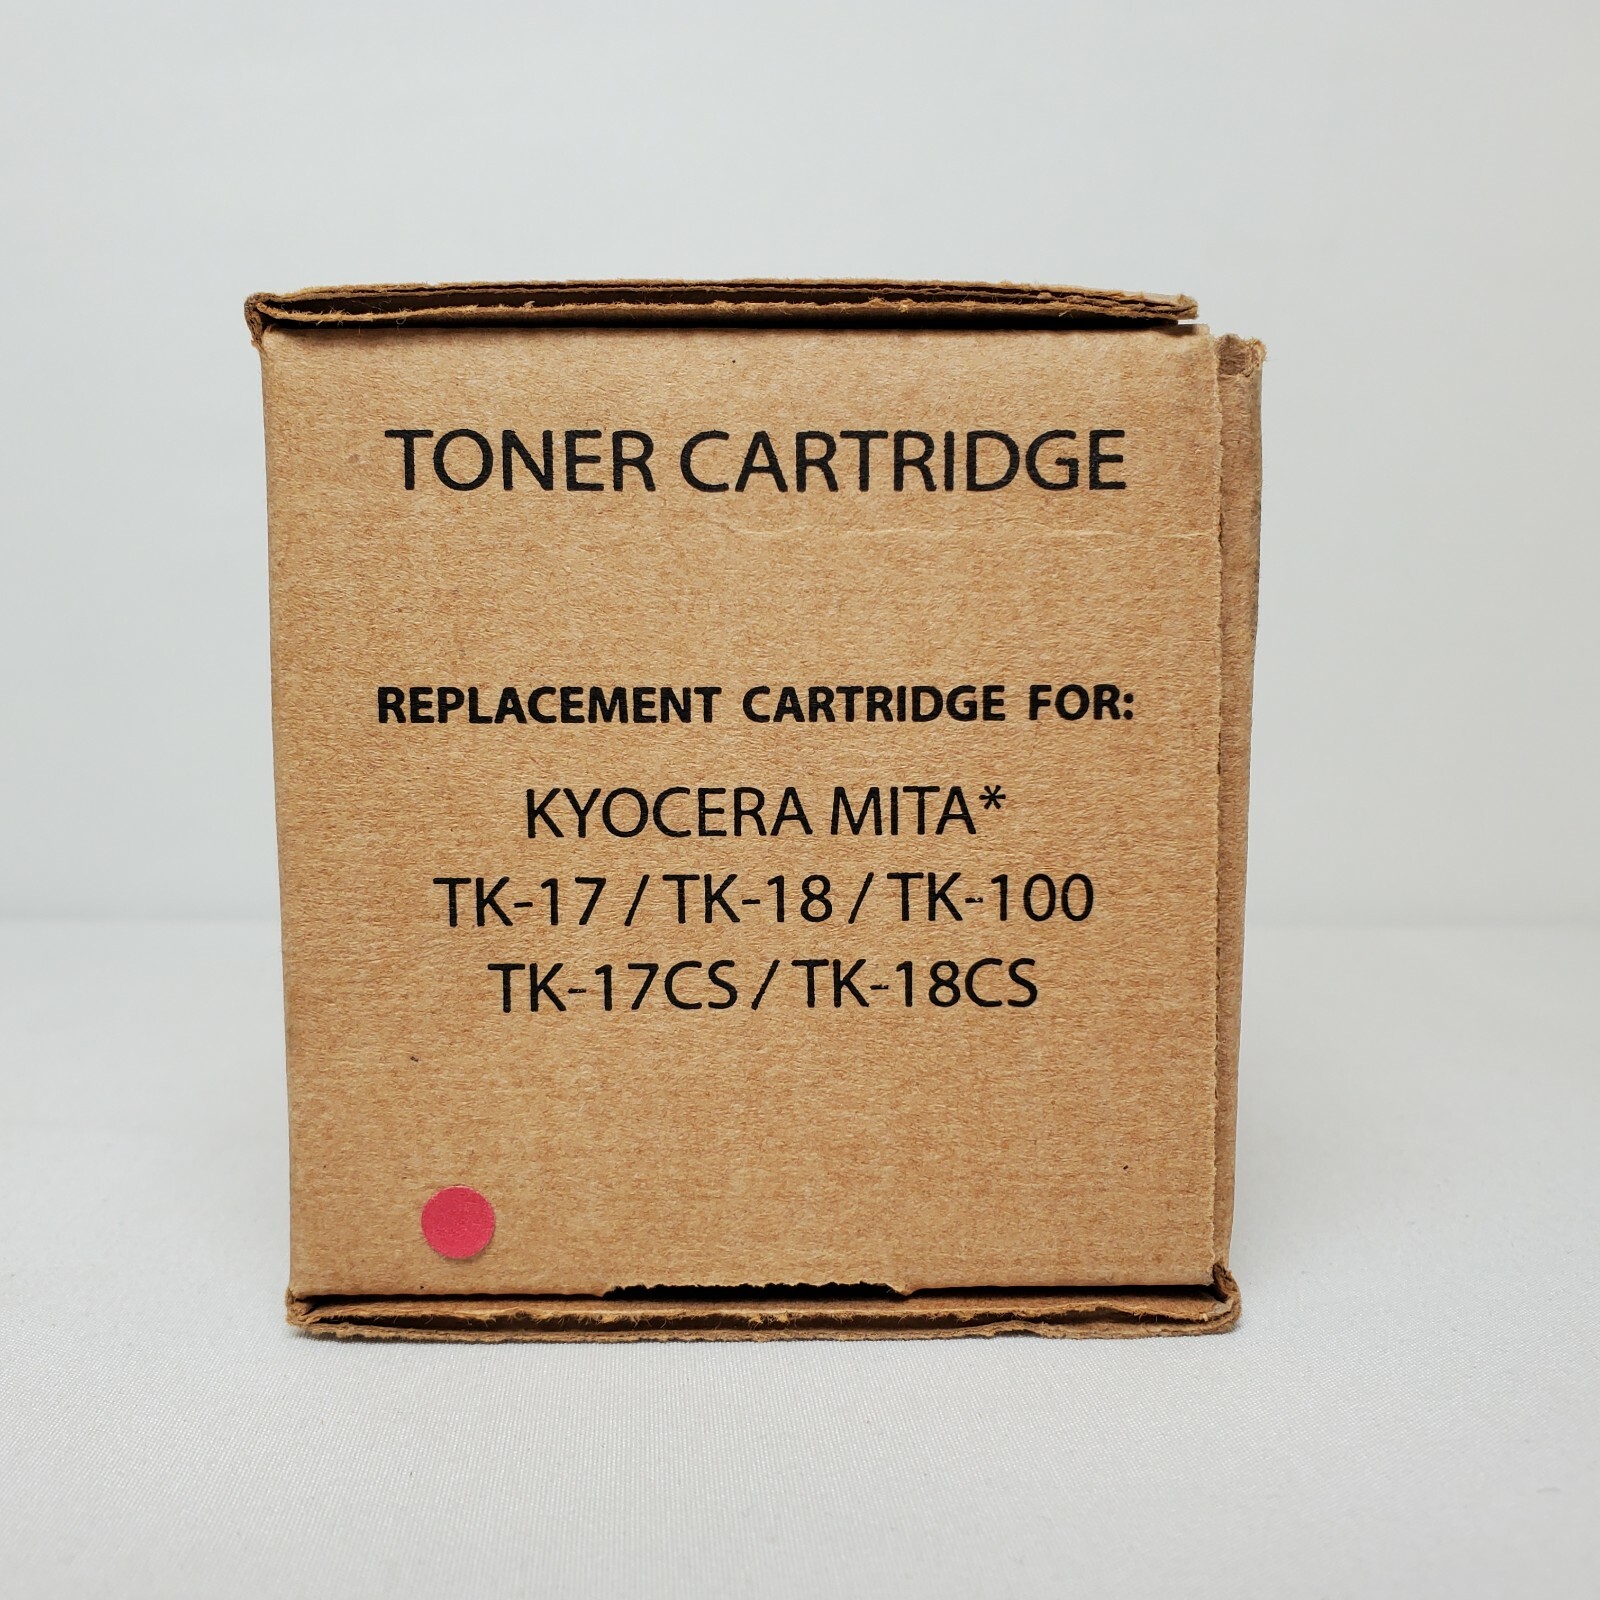 TONER CARTRIDGE
REPLACEMENT CARTRIDGE FOR:
KYOCERA MITA*
TK-17 / TK-18 / TK-100
TK-17CS / TK-18CS